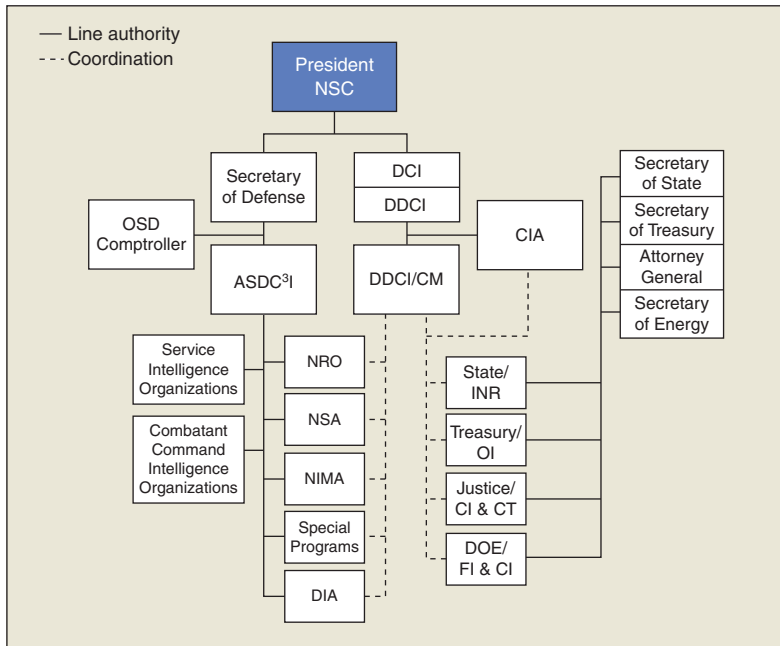 Line authority
Coordination
President
NSC
Secretary
of Defense
DCI
DDCI
OSD
Comptroller
CIA
ASDC³I
DDCI/CM
Secretary
of State
Secretary
of Treasury
Attorney
General
Secretary
of Energy
Service
Intelligence
Organizations
Combatant
Command
Intelligence
Organizations
NRO
NSA
NIMA
Special
Programs
DIA
State/
INR
Treasury/
OI
Justice/
CI & CT
DOE/
FI & CI